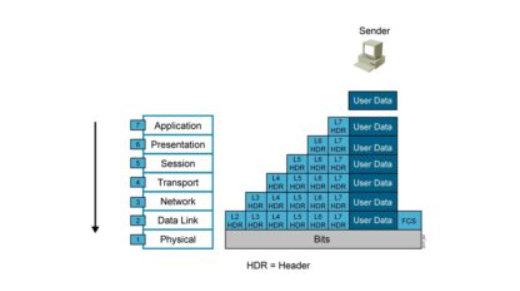 Sender
User Data
7 Application L7 HDR User Data
6 Presentation L6 HDR L7 HDR User Data
5 Session L5 HDR L6 HDR L7 HDR User Data
4 Transport L4 HDR L5 HDR L6 HDR L7 HDR User Data
3 Network L3 HDR L4 HDR L5 HDR L6 HDR L7 HDR User Data
2 Data Link L2 HDR L3 HDR L4 HDR L5 HDR L6 HDR L7 HDR User Data FCS
1 Physical Bits
HDR = Header